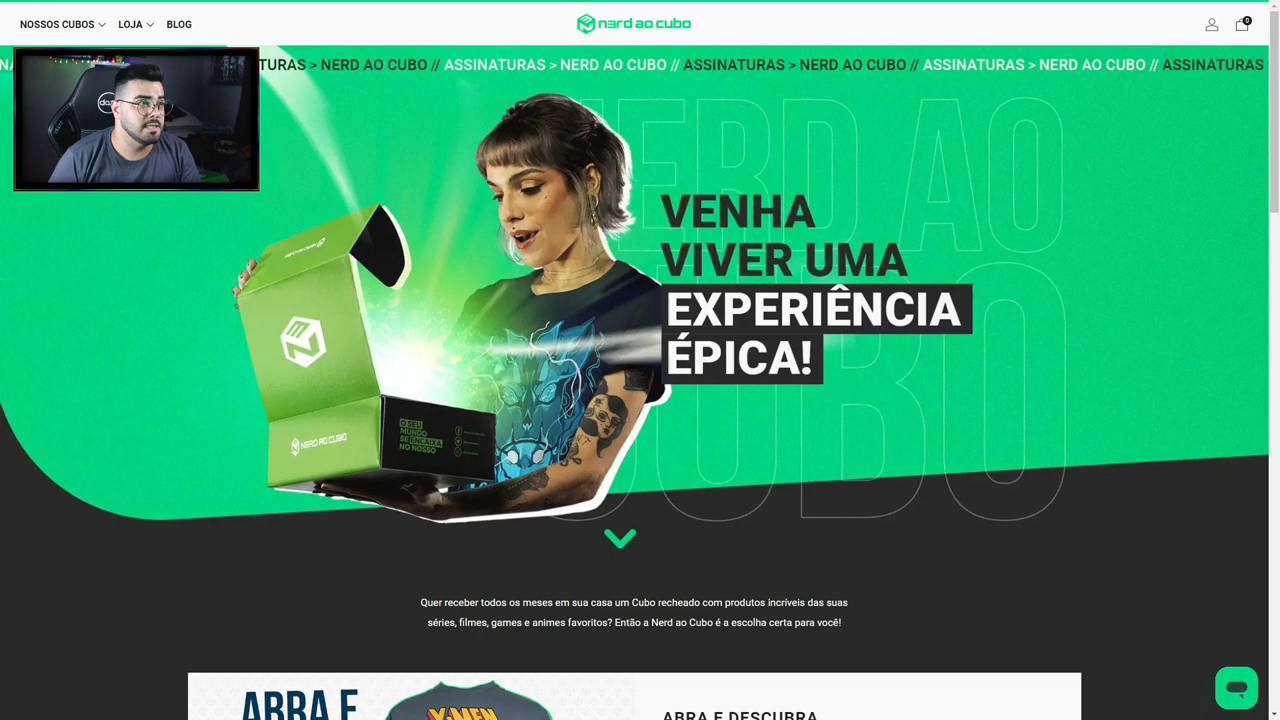 NOSSOS CUBOS LOJA BLOG
nerd ao cubo
0
NA
TURAS > NERD AO CUBO // ASSINATURAS > NERD AO CUBO // ASSINATURAS > NERD AO CUBO // ASSINATURAS > NERD AO CUBO // ASSINATURAS
NERD AO
CUBO
VENHA
VIVER UMA
EXPERIÊNCIA
ÉPICA!
NERD AO CUBO
O SEU
MUNDO
SE ENCAIXA
NO NOSSO
Quer receber todos os meses em sua casa um Cubo recheado com produtos incríveis das suas
séries, filmes, games e animes favoritos? Então a Nerd ao Cubo é a escolha certa para você!
ABRA E
X-MEN
ABRA E DESCUBRA